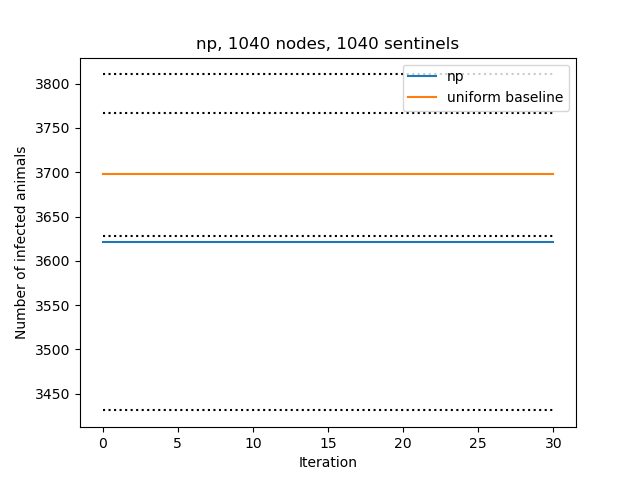 np, 1040 nodes, 1040 sentinels
np
uniform baseline
3800
3750
3700
3650
3600
3550
3500
3450
Number of infected animals
0 5 10 15 20 25 30
Iteration